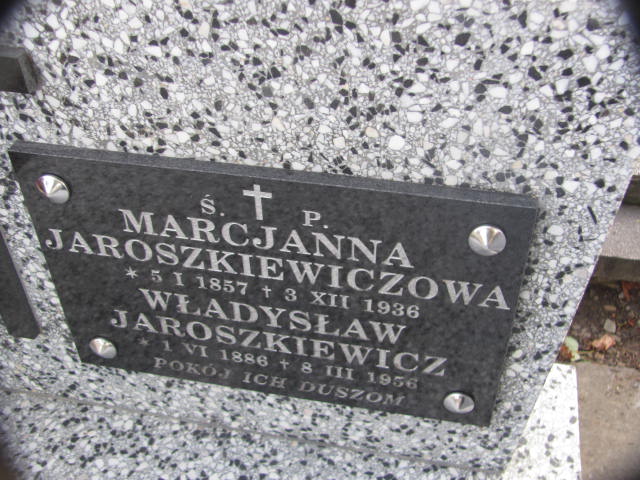 Ś. † P.
MARCJANNA
JAROSZKIEWICZOWA
* 5 I 1857 † 3 XII 1936
WŁADYSŁAW
JAROSZKIEWICZ
* 1 VI 1886 † 8 III 1956
POKÓJ ICH DUSZOM